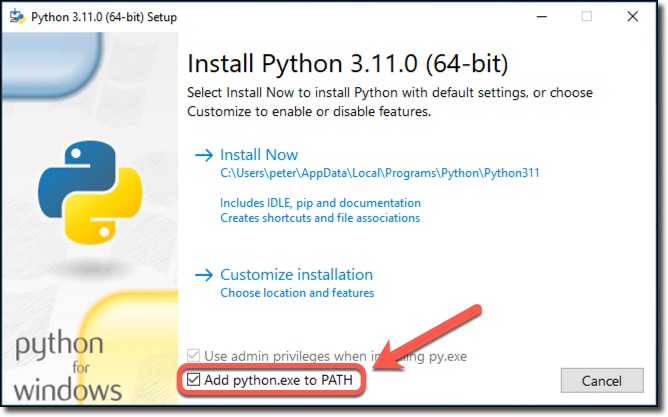 Python 3.11.0 (64-bit) Setup
Install Python 3.11.0 (64-bit)
Select Install Now to install Python with default settings, or choose
Customize to enable or disable features.
Install Now
C:\Users\peter\AppData\Local\Programs\Python\Python311
Includes IDLE, pip and documentation
Creates shortcuts and file associations
Customize installation
Choose location and features
Use admin privileges when installing py.exe
Add python.exe to PATH
Cancel
python
for
windows